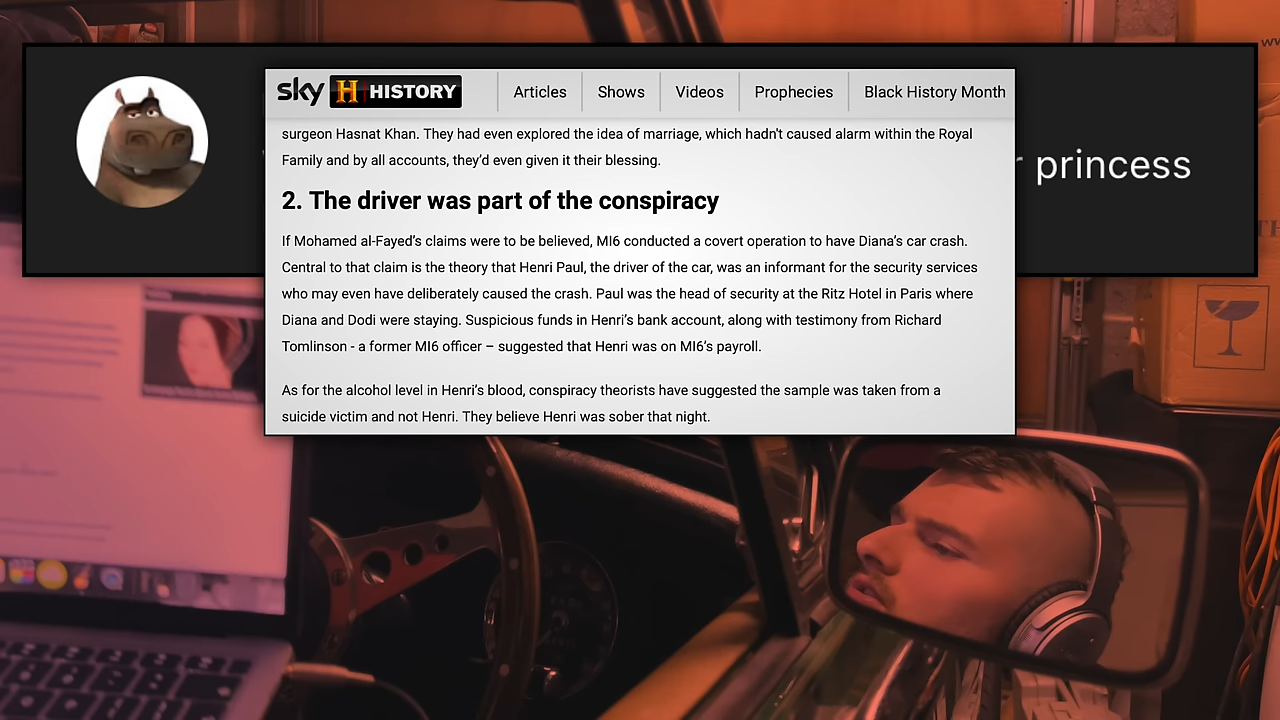 sky HISTORY
Articles
Shows
Videos
Prophecies
Black History Month
surgeon Hasnat Khan. They had even explored the idea of marriage, which hadn't caused alarm within the Royal
Family and by all accounts, they'd even given it their blessing.
princess
2. The driver was part of the conspiracy
If Mohamed al-Fayed's claims were to be believed, MI6 conducted a covert operation to have Diana's car crash.
Central to that claim is the theory that Henri Paul, the driver of the car, was an informant for the security services
who may even have deliberately caused the crash. Paul was the head of security at the Ritz Hotel in Paris where
Diana and Dodi were staying. Suspicious funds in Henri's bank account, along with testimony from Richard
Tomlinson - a former MI6 officer – suggested that Henri was on MI6's payroll.
As for the alcohol level in Henri's blood, conspiracy theorists have suggested the sample was taken from a
suicide victim and not Henri. They believe Henri was sober that night.